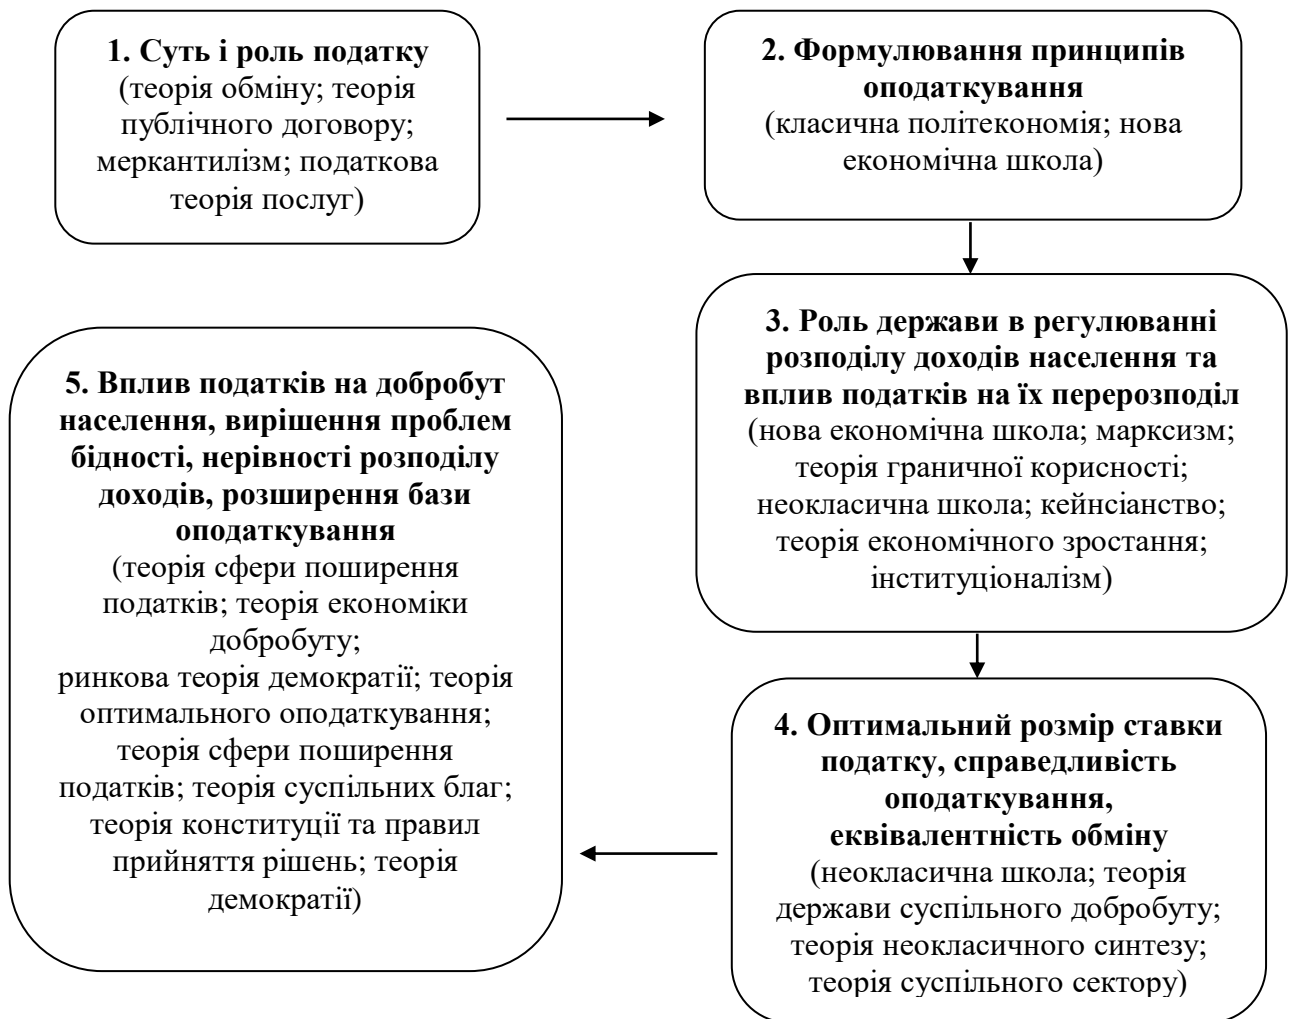 1. Суть і роль податку
(теорія обміну; теорія
публічного договору;
меркантилізм; податкова
теорія послуг)
2. Формулювання принципів
оподаткування
(класична політекономія; нова
економічна школа)
3. Роль держави в регулюванні
розподілу доходів населення та
вплив податків на їх перерозподіл
(нова економічна школа; марксизм;
теорія граничної корисності;
неокласична школа; кейнсіанство;
теорія економічного зростання;
інституціоналізм)
4. Оптимальний розмір ставки
податку, справедливість
оподаткування,
еквівалентність обміну
(неокласична школа; теорія
держави суспільного добробуту;
теорія неокласичного синтезу;
теорія суспільного сектору)
5. Вплив податків на добробут
населення, вирішення проблем
бідності, нерівності розподілу
доходів, розширення бази
оподаткування
(теорія сфери поширення
податків; теорія економіки
добробуту;
ринкова теорія демократії; теорія
оптимального оподаткування;
теорія сфери поширення
податків; теорія суспільних благ;
теорія конституції та правил
прийняття рішень; теорія
демократії)